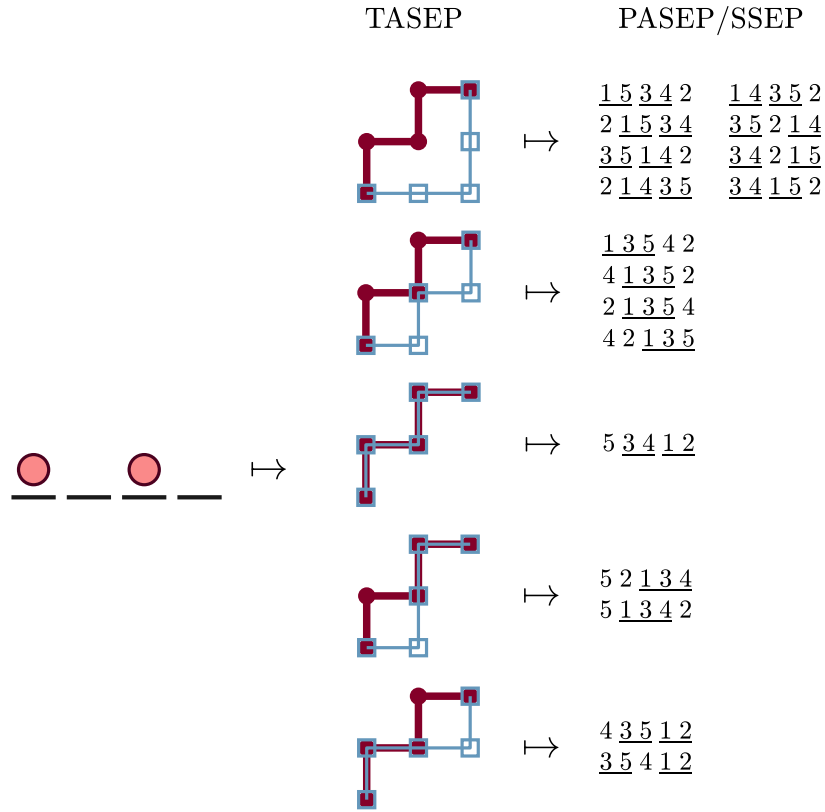 TASEP PASEP/SSEP
1 5 3 4 2 1 4 3 5 2
2 1 5 3 4 3 5 2 1 4
3 5 1 4 2 3 4 2 1 5
2 1 4 3 5 3 4 1 5 2
1 3 5 4 2
4 1 3 5 2
2 1 3 5 4
4 2 1 3 5
5 3 4 1 2
5 2 1 3 4
5 1 3 4 2
4 3 5 1 2
3 5 4 1 2